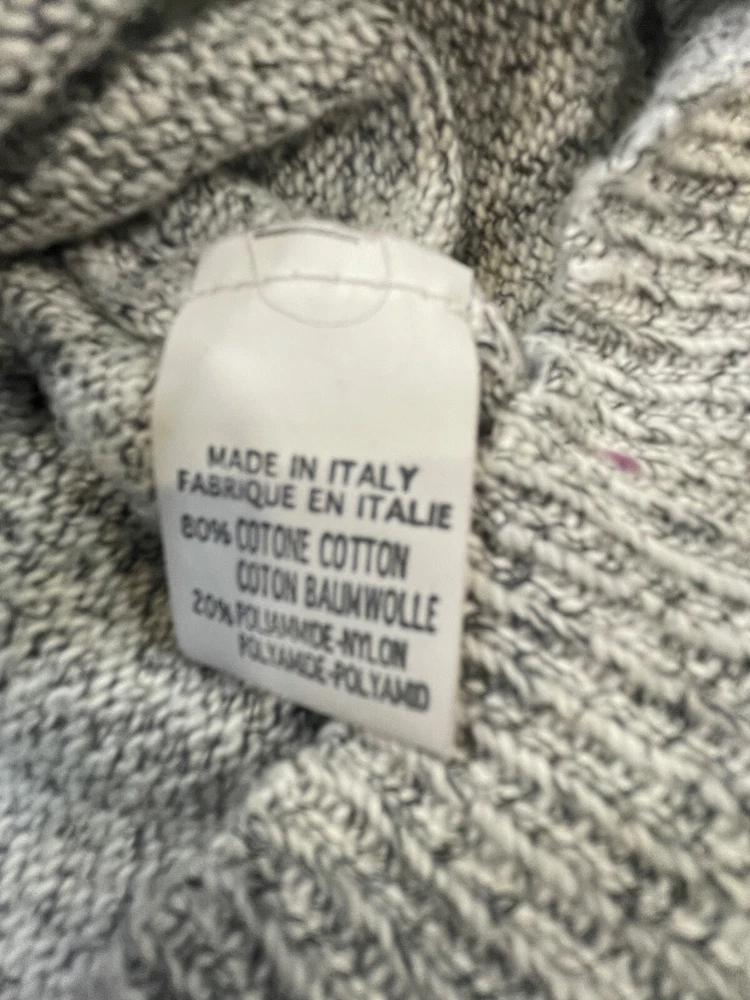 MADE IN ITALY
FABRIQUE EN ITALIE
80% COTONE COTTON
COTON BAUMWOLLE
20% POLIAMMIDE-NYLON
POLYAMIDE-POLYAMID